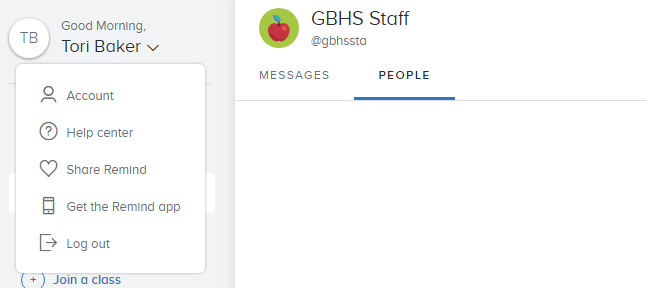 TB
Good Morning,
Tori Baker
Account
Help center
Share Remind
Get the Remind app
Log out
+ Join a class
GBHS Staff
@gbhssta
MESSAGES PEOPLE